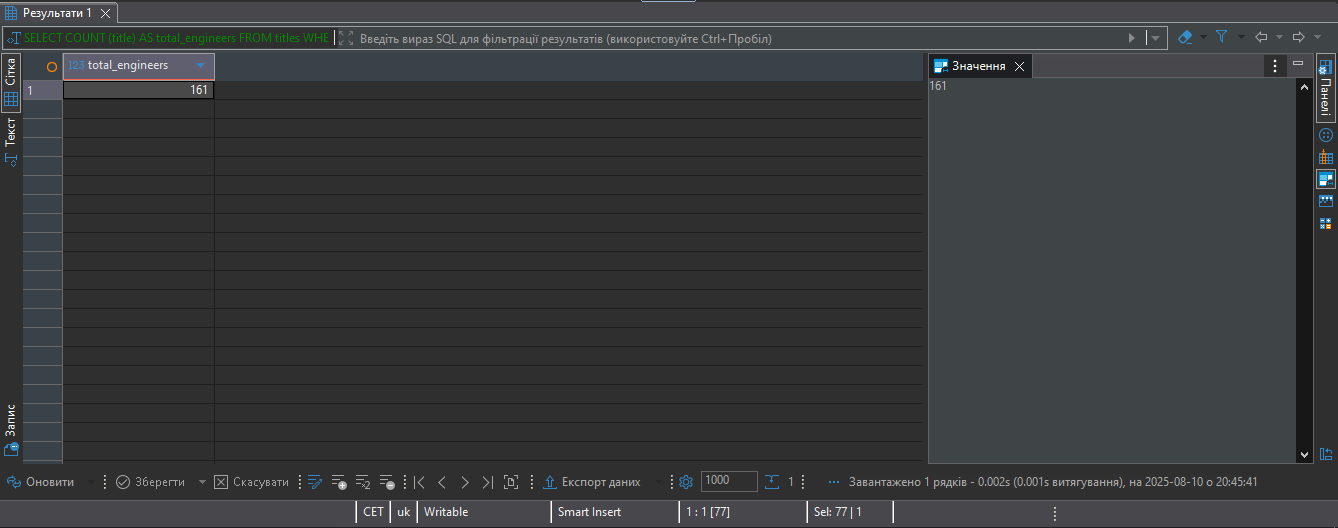 Результати 1
SELECT COUNT (title) AS total_engineers FROM titles WHE
Введіть вираз SQL для фільтрації результатів (використовуйте Ctrl+Пробіл)
Сітка
123 total_engineers
Значення
1
161
161
Панелі
Текст
Запис
Оновити
Зберегти
Скасувати
Експорт даних
1000
1
Завантажено 1 рядків - 0.002s (0.001s витягування), на 2025-08-10 о 20:45:41
CET
uk
Writable
Smart Insert
1 : 1 [77]
Sel: 77 | 1